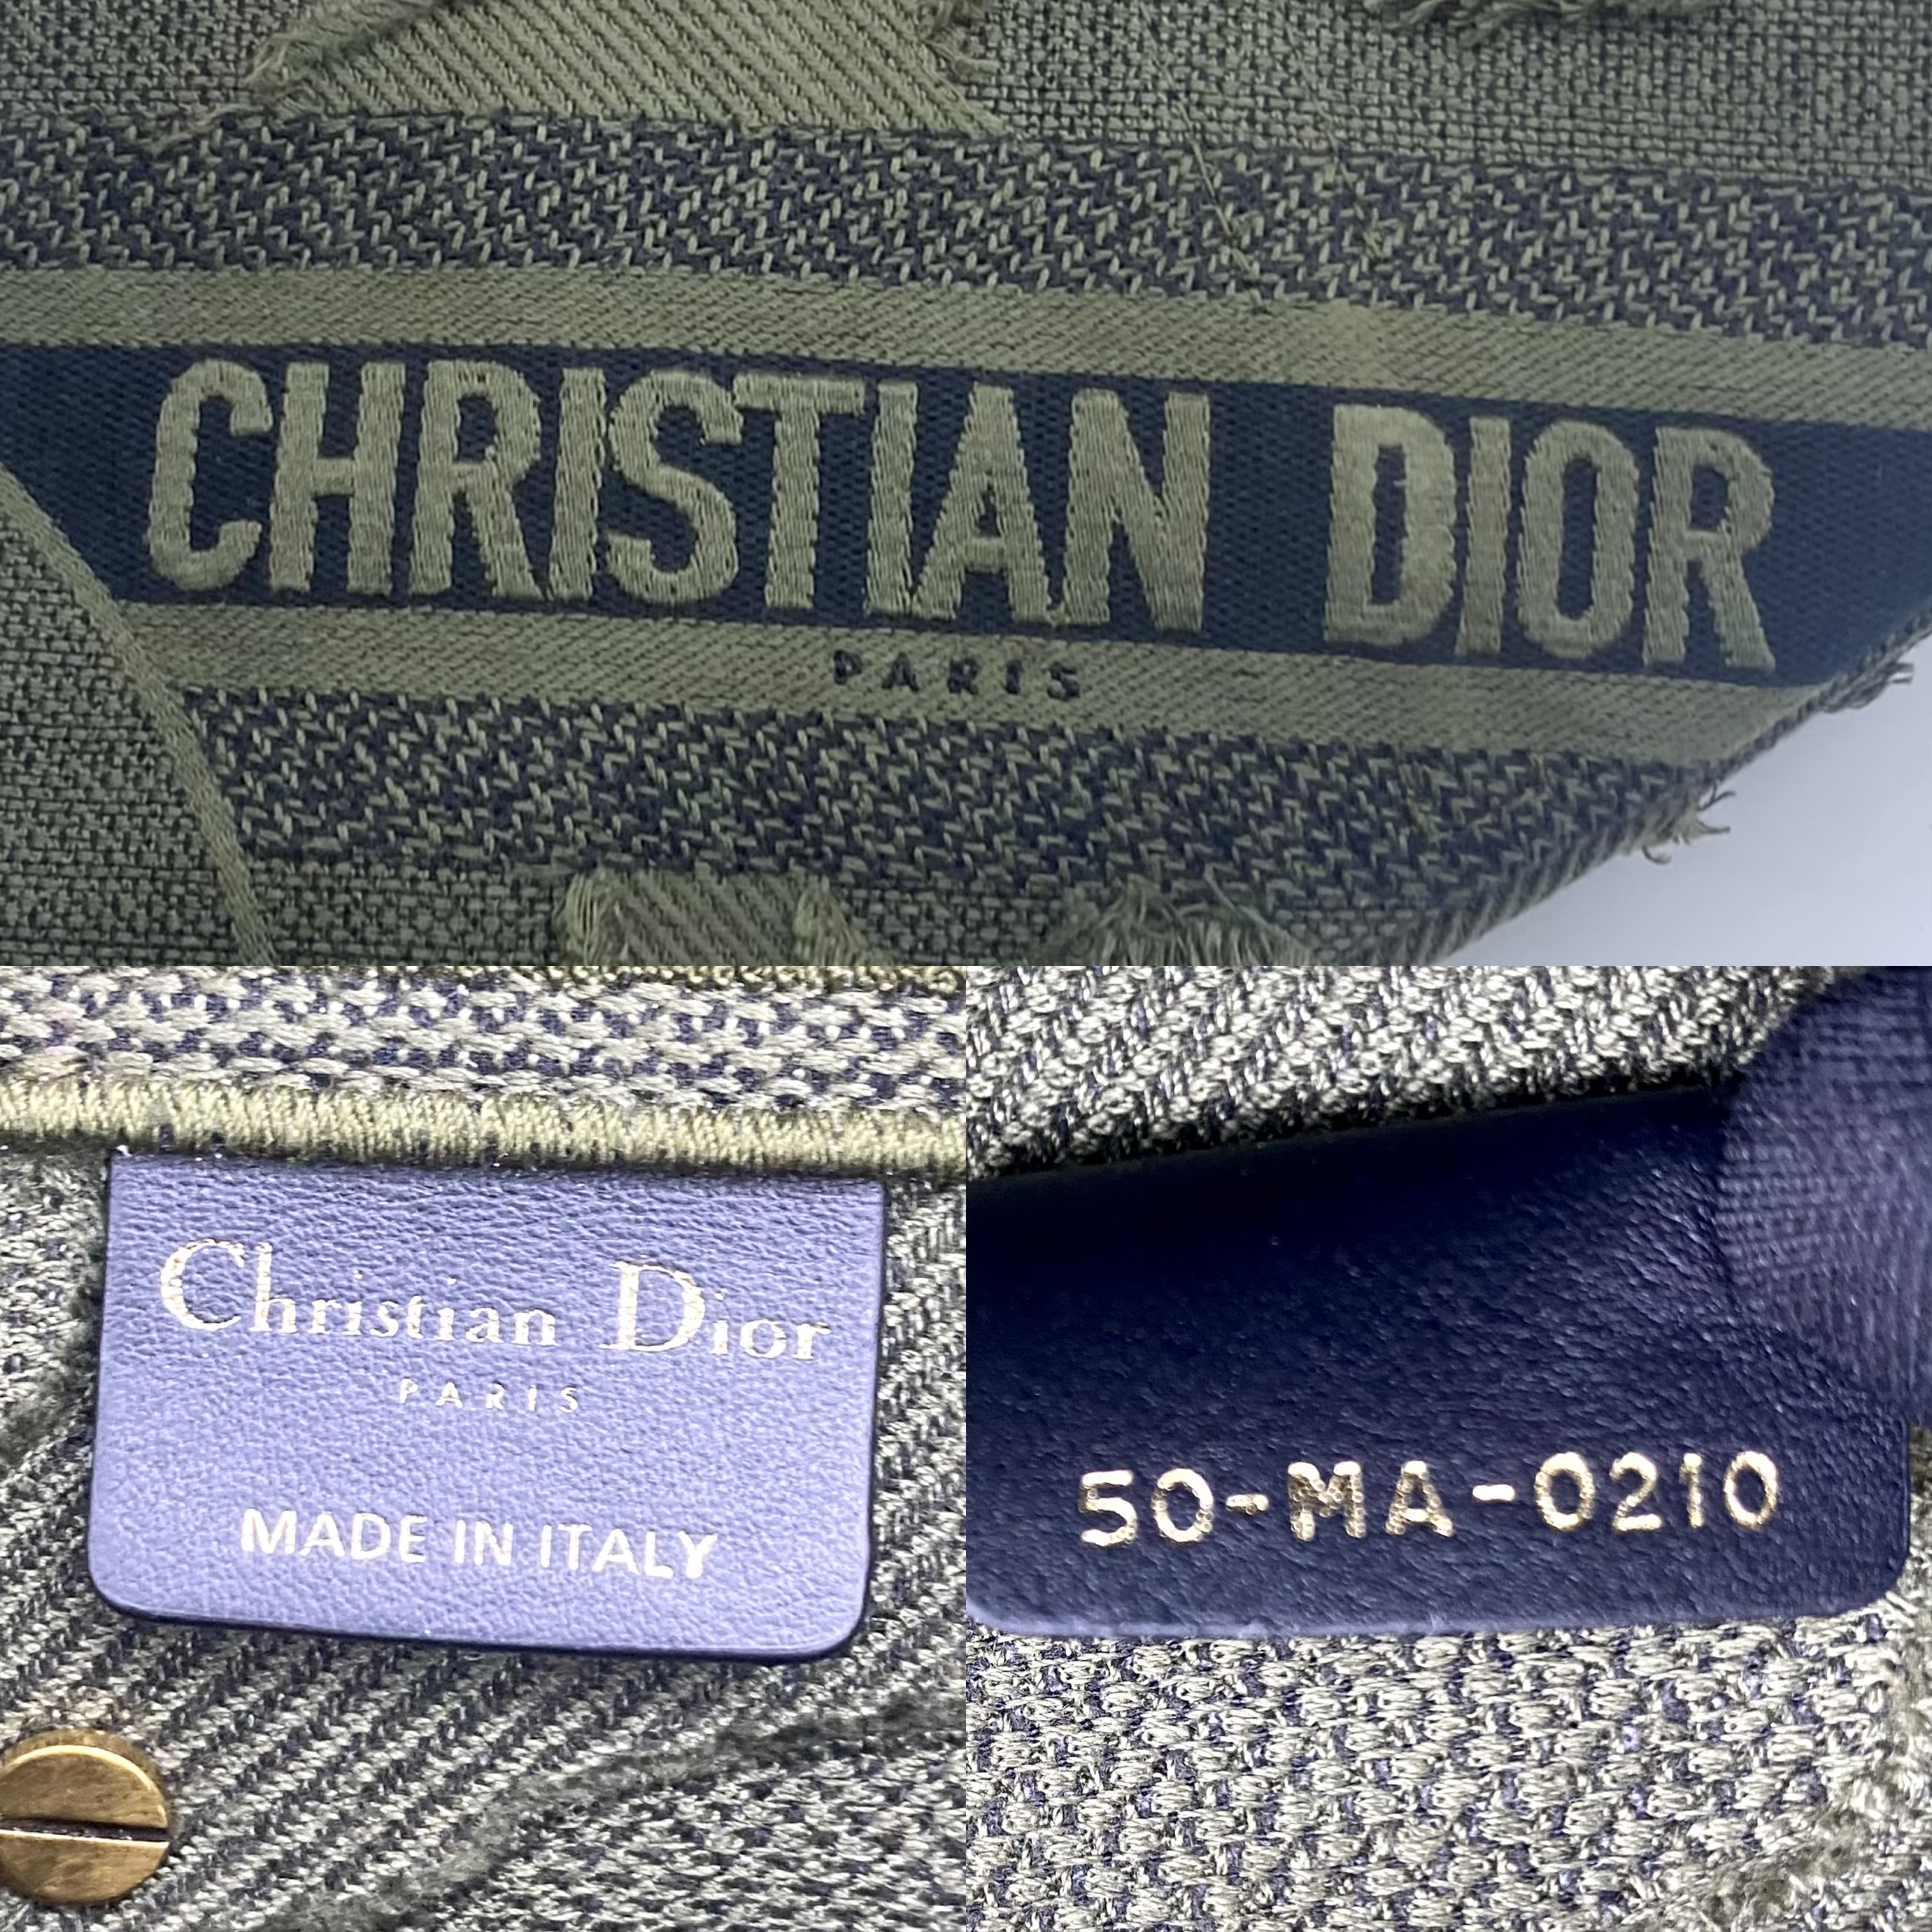 CHRISTIAN DIOR
PARIS
Christian Dior
PARIS
MADE IN ITALY
50-MA-0210